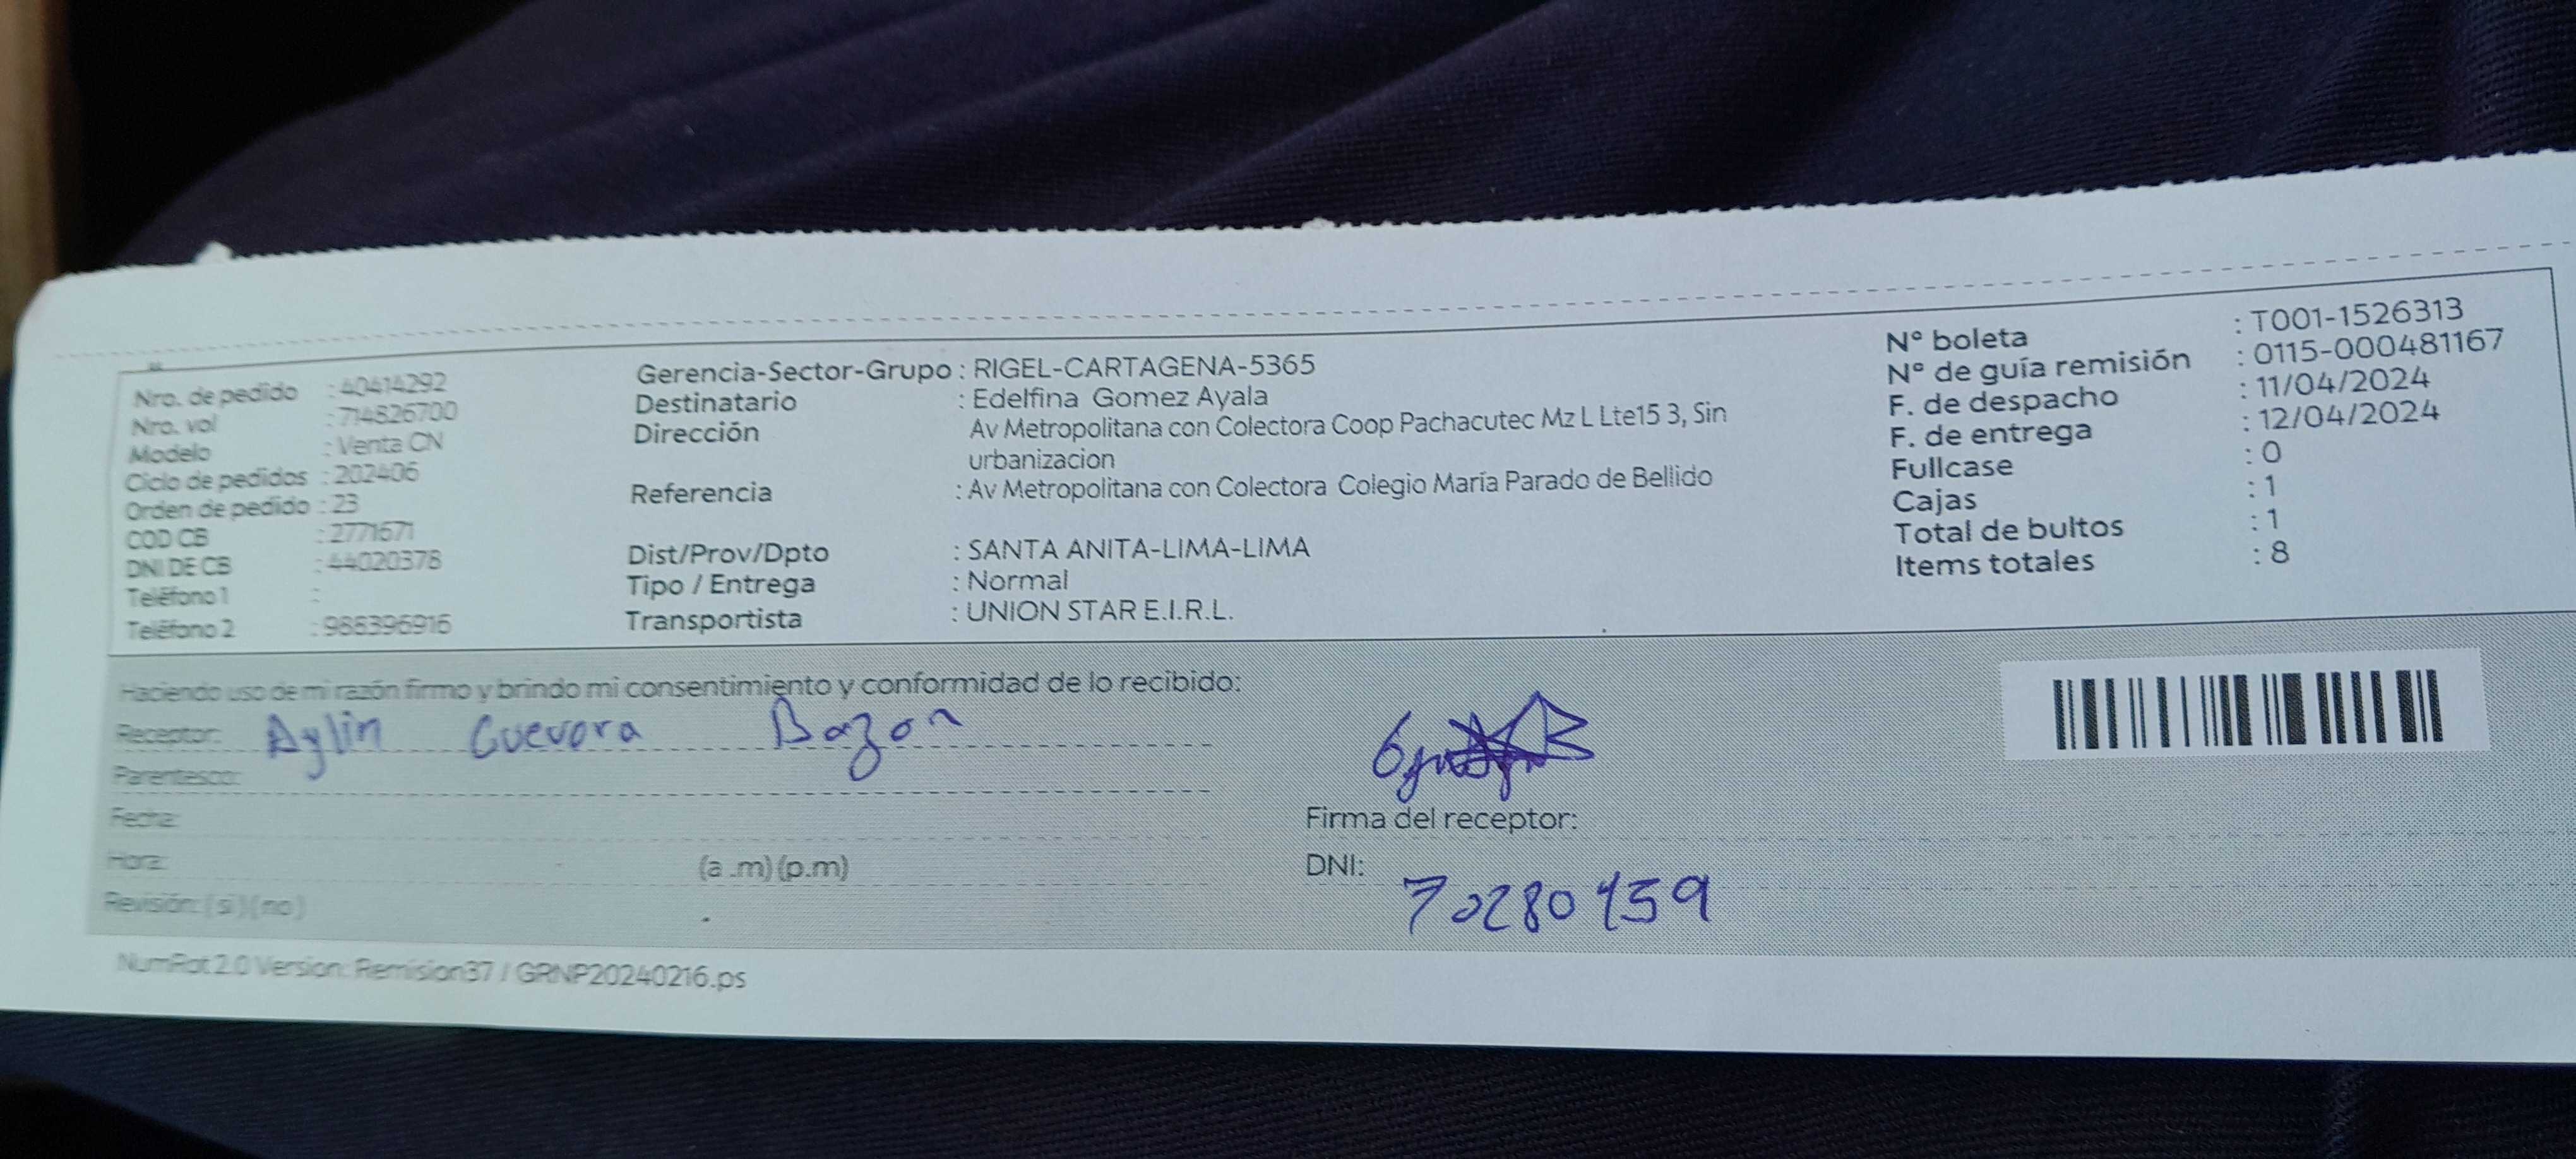 Nro. de pedido : 40414292
Nro. vol : 714826700
Modelo : Venta CN
Ciclo de pedidos : 202406
Orden de pedido : 23
COD CB : 2771671
DNI DE CB : 44020378
Teléfono 1 :
Teléfono 2 : 988396916
Gerencia-Sector-Grupo : RIGEL-CARTAGENA-5365
Destinatario : Edelfina Gomez Ayala
Dirección Av Metropolitana con Colectora Coop Pachacutec Mz L Lte15 3, Sin
urbanizacion
Referencia : Av Metropolitana con Colectora Colegio María Parado de Bellido
Dist/Prov/Dpto : SANTA ANITA-LIMA-LIMA
Tipo / Entrega : Normal
Transportista : UNION STAR E.I.R.L.
N° boleta : T001-1526313
N° de guía remisión : 0115-000481167
F. de despacho : 11/04/2024
F. de entrega : 12/04/2024
Fullcase : 0
Cajas : 1
Total de bultos : 1
Items totales : 8
Haciendo uso de mi razón firmo y brindo mi consentimiento y conformidad de lo recibido:
Receptor: Aylin Guevara Bazan
Parentesco:
Fecha:
Hora: (a .m) (p.m)
Revisión: ( si ) ( no )
Firma del receptor:
DNI: 70280459
NumRot 2.0 Version: Remision37 / GRNP20240216.ps